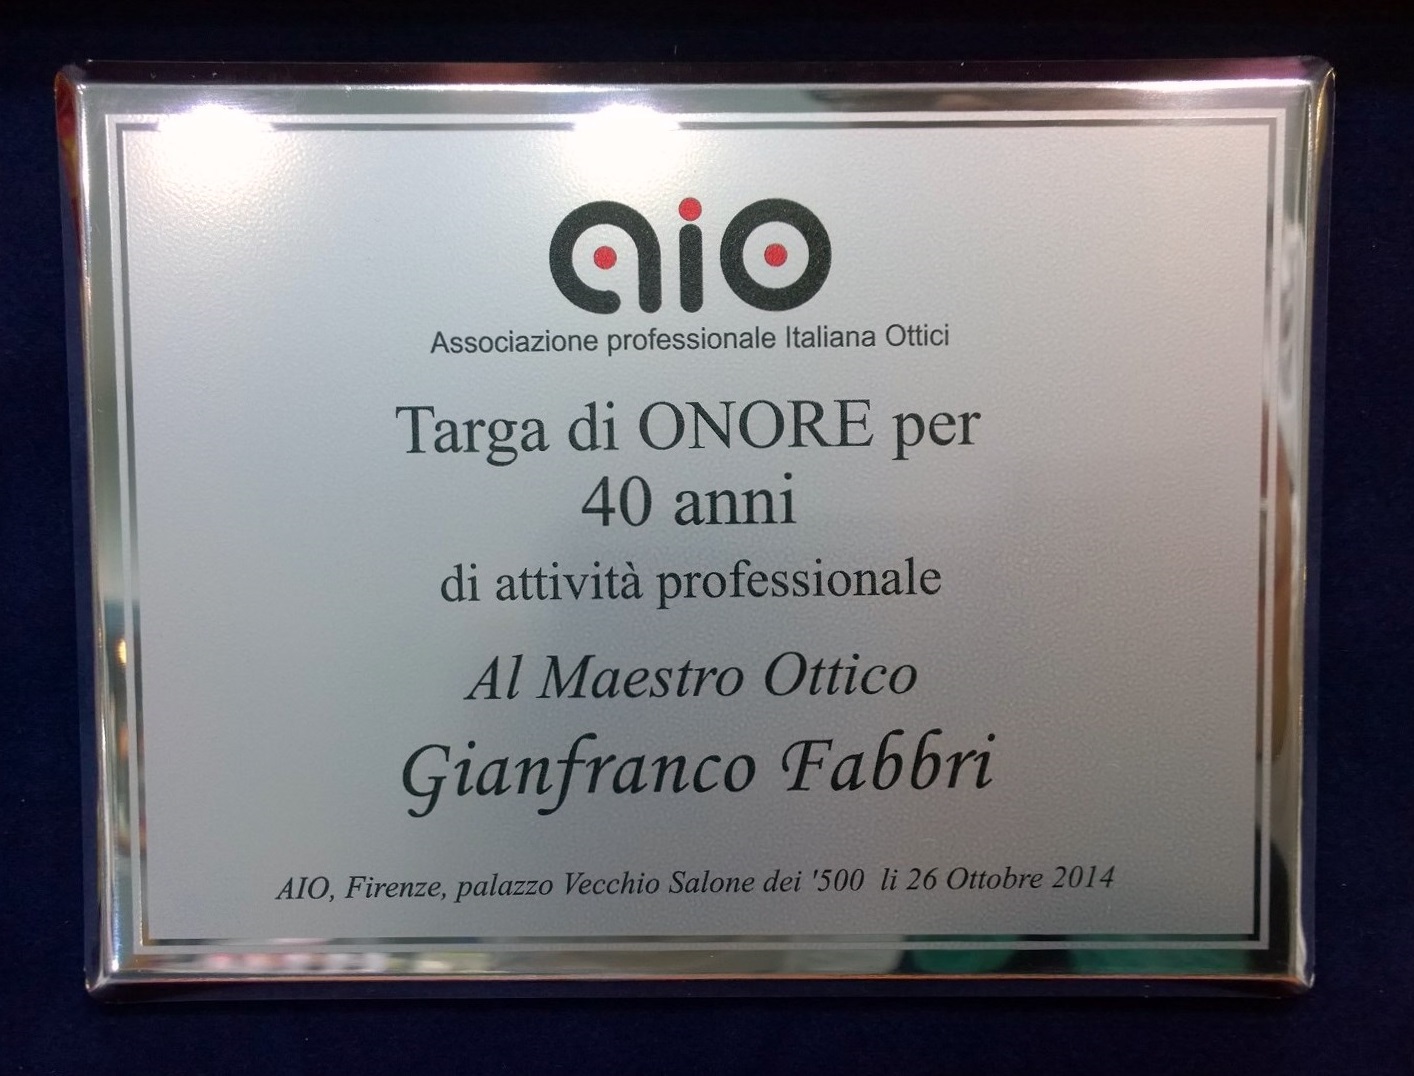 aio
Associazione professionale Italiana Ottici
Targa di ONORE per
40 anni
di attività professionale
Al Maestro Ottico
Gianfranco Fabbri
AIO, Firenze, palazzo Vecchio Salone dei '500 li 26 Ottobre 2014